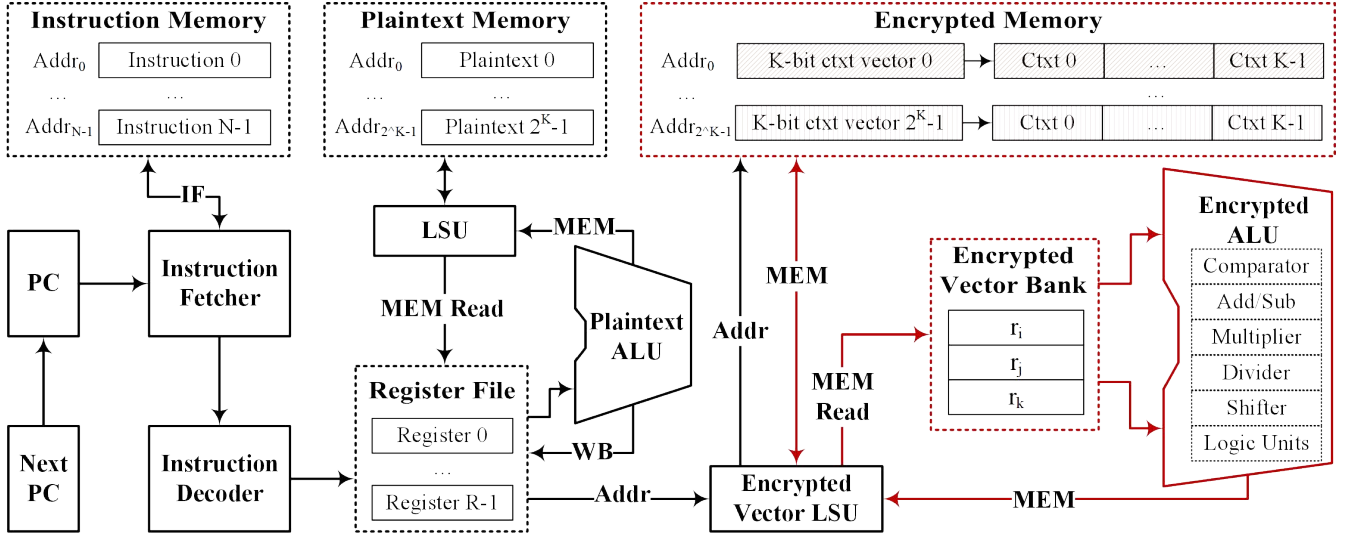 Instruction Memory
Addr0 Instruction 0
... ...
AddrN-1 Instruction N-1
Plaintext Memory
Addr0 Plaintext 0
... ...
Addr2^K-1 Plaintext 2^K-1
Encrypted Memory
Addr0 K-bit ctxt vector 0 Ctxt 0 ... Ctxt K-1
... ...
Addr2^K-1 K-bit ctxt vector 2^K-1 Ctxt 0 ... Ctxt K-1
IF
PC
Instruction
Fetcher
Next
PC
Instruction
Decoder
LSU
MEM
MEM Read
Plaintext
ALU
Register File
Register 0
...
Register R-1
WB
Addr
Addr
MEM
MEM
Read
Encrypted
Vector LSU
Encrypted
Vector Bank
ri
rj
rk
Encrypted
ALU
Comparator
Add/Sub
Multiplier
Divider
Shifter
Logic Units
MEM